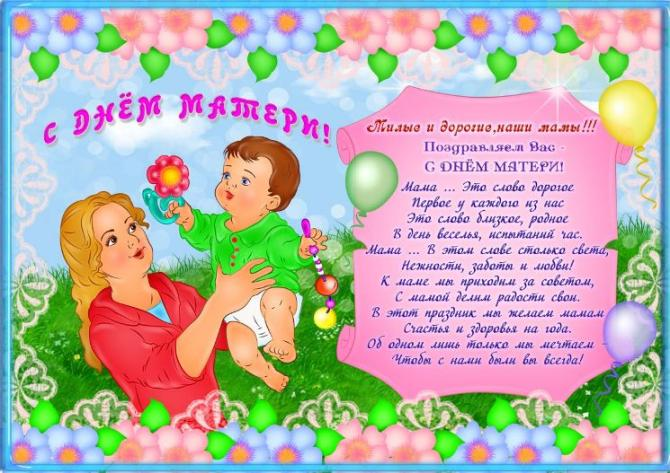 С ДНЁМ МАТЕРИ!
Милые и дорогие,наши мамы!!!
Поздравляем Вас -
С ДНЁМ МАТЕРИ!
Мама ... Это слово дорогое
Первое у каждого из нас
Это слово близкое, родное
В день веселья, испытаний час.
Мама ... В этом слове столько света,
Нежности, заботы и любви!
К маме мы приходим за советом,
С мамой делим радости свои.
В этот праздник мы желаем мамам
Счастья и здоровья на года.
Об одном лишь только мы мечтаем
Чтобы с нами были вы всегда!